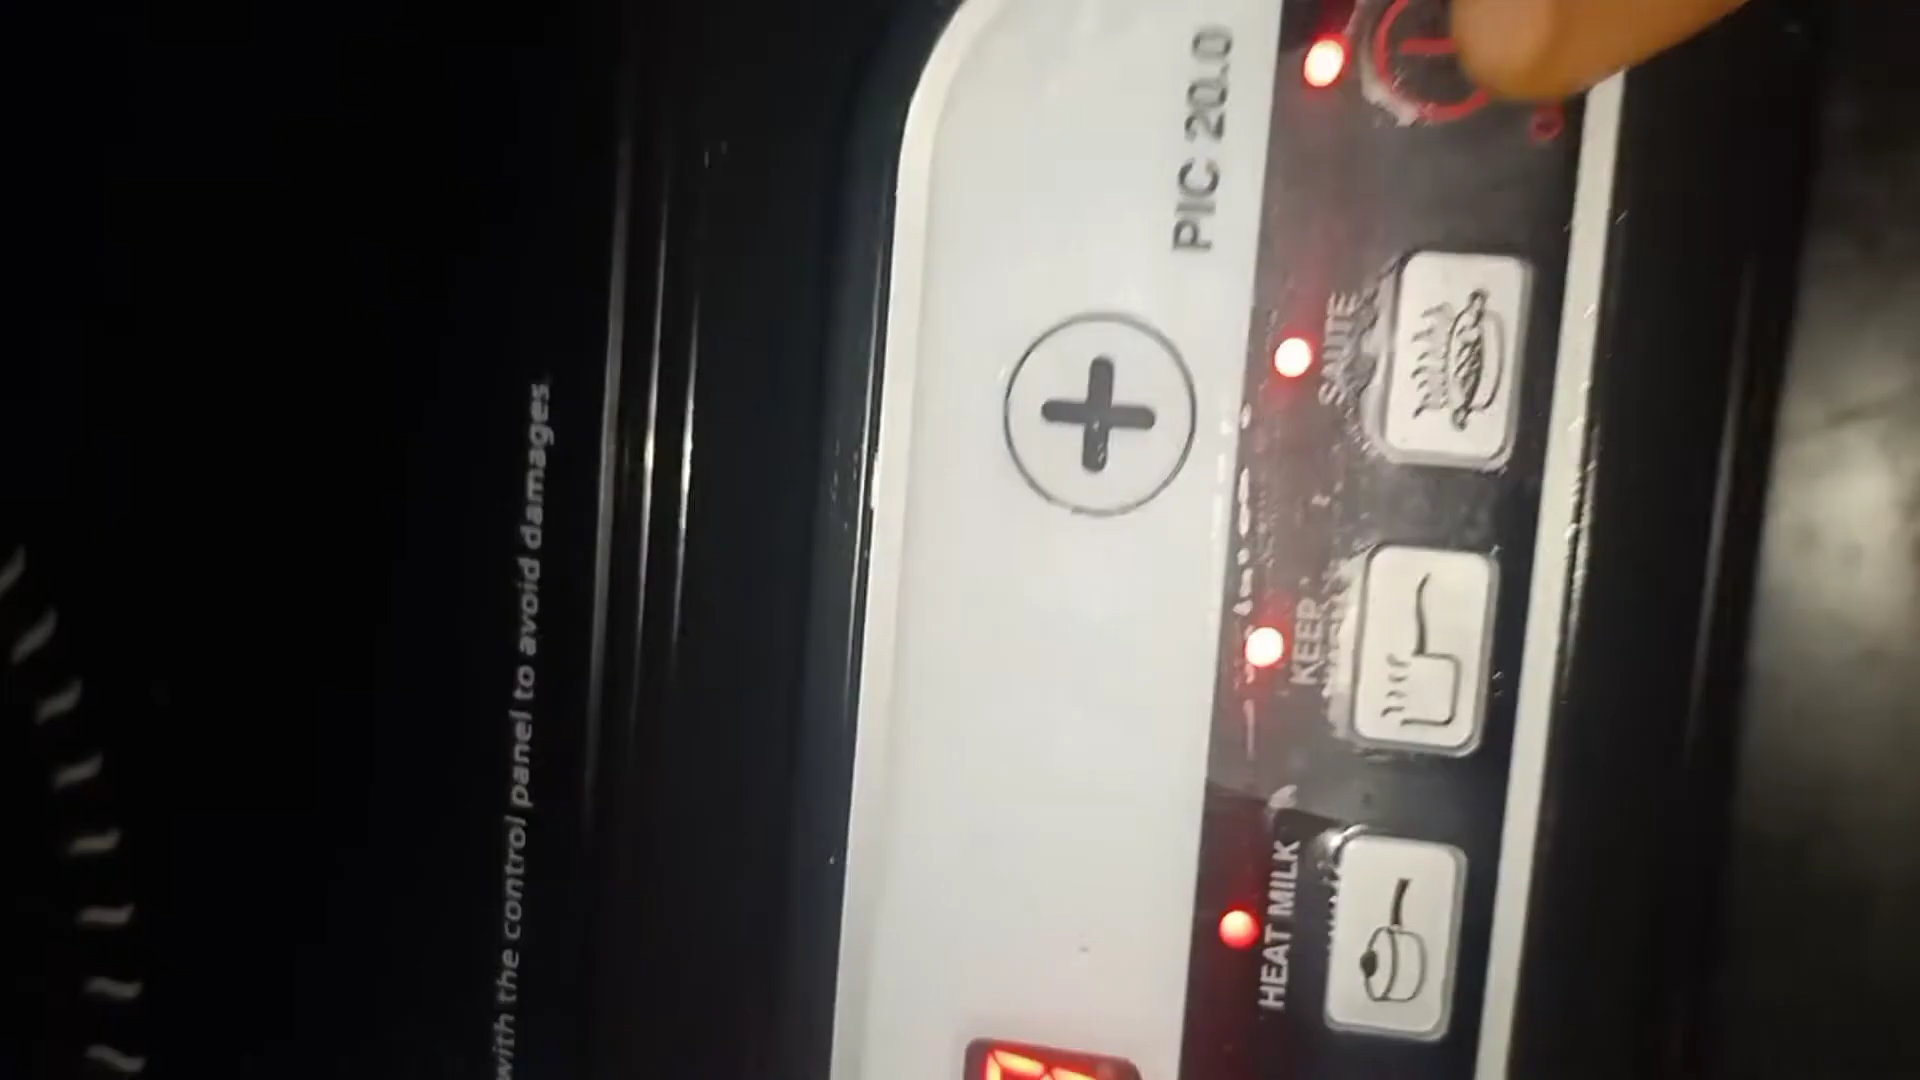 with the control panel to avoid damages.
PIC 20.0
SAUTE
KEEP
HEAT MILK